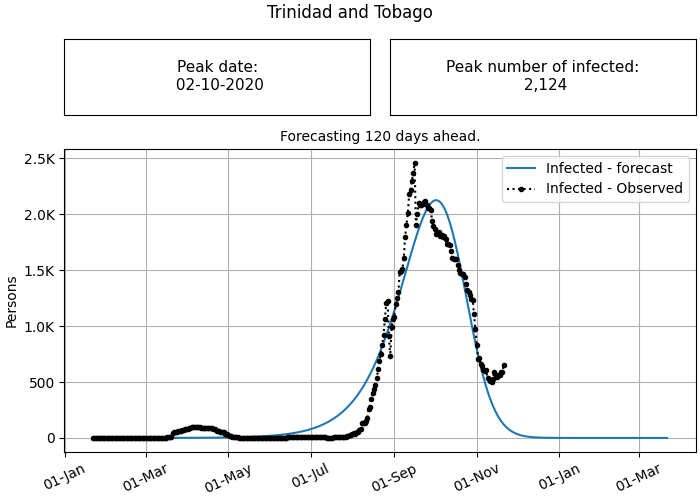 Trinidad and Tobago
Peak date:
02-10-2020
Peak number of infected:
2,124
Forecasting 120 days ahead.
Infected - forecast
Infected - Observed
2.5K
2.0K
1.5K
1.0K
500
0
Persons
01-Jan
01-Mar
01-May
01-Jul
01-Sep
01-Nov
01-Jan
01-Mar